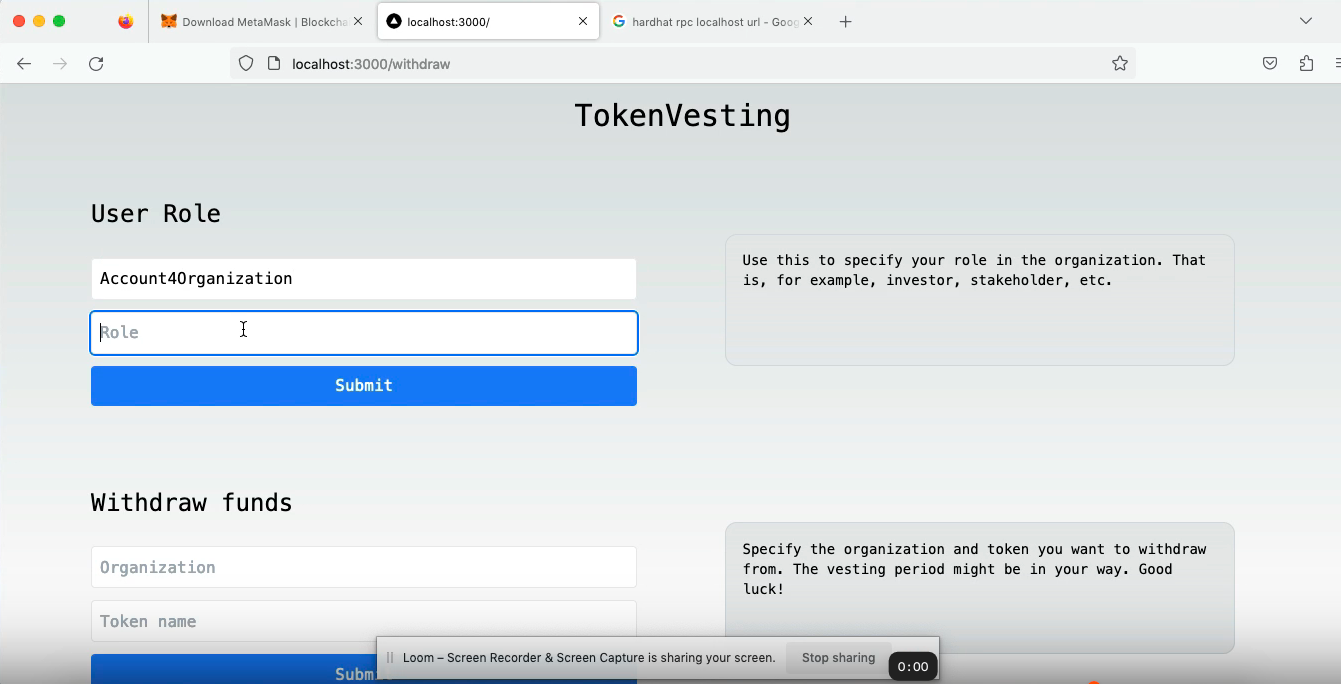 Download MetaMask | Blockcha
localhost:3000/
hardhat rpc localhost url - Goog
localhost:3000/withdraw
TokenVesting
User Role
Account4Organization
Role
Submit
Use this to specify your role in the organization. That
is, for example, investor, stakeholder, etc.
Withdraw funds
Organization
Token name
Submi
Specify the organization and token you want to withdraw
from. The vesting period might be in your way. Good
luck!
Loom – Screen Recorder & Screen Capture is sharing your screen.
Stop sharing
0:00